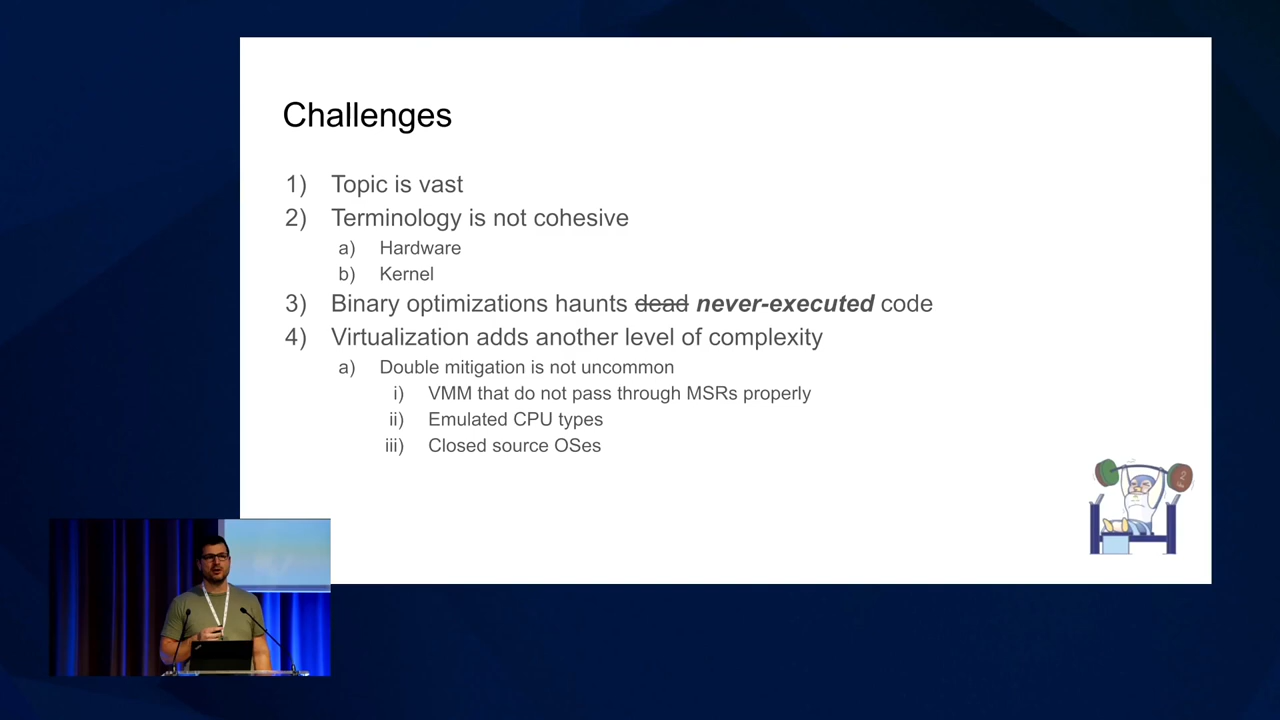 Challenges
1) Topic is vast
2) Terminology is not cohesive
a) Hardware
b) Kernel
3) Binary optimizations haunts dead never-executed code
4) Virtualization adds another level of complexity
a) Double mitigation is not uncommon
i) VMM that do not pass through MSRs properly
ii) Emulated CPU types
iii) Closed source OSes